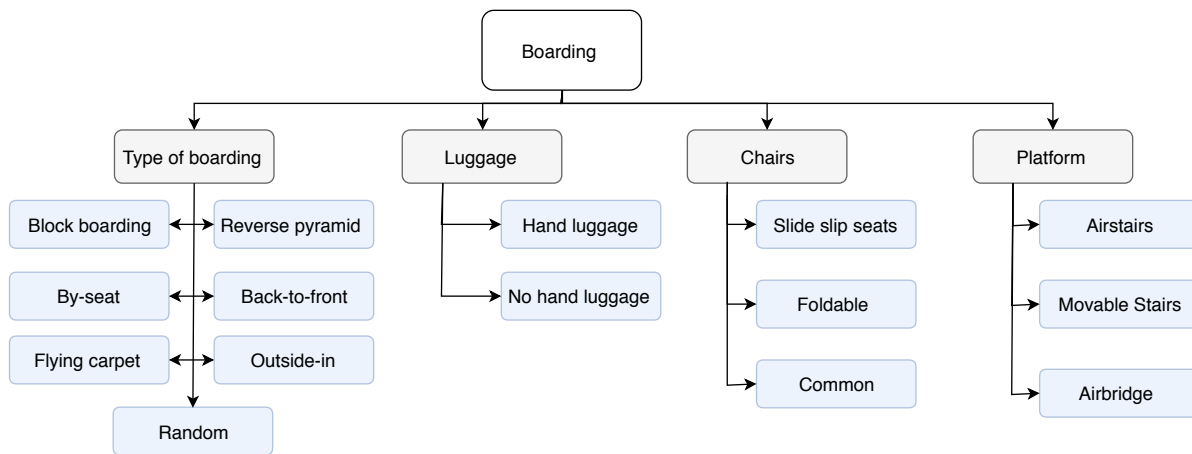 Boarding
Type of boarding
Luggage
Chairs
Platform
Block boarding
Reverse pyramid
Hand luggage
Slide slip seats
Airstairs
By-seat
Back-to-front
No hand luggage
Foldable
Movable Stairs
Flying carpet
Outside-in
Common
Airbridge
Random